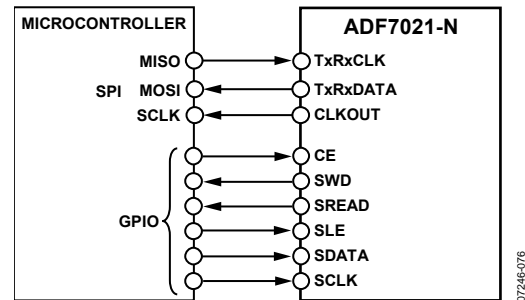 MICROCONTROLLER
ADF7021-N
MISO TxRxCLK
SPI MOSI TxRxDATA
SCLK CLKOUT
CE
SWD
SREAD
GPIO
SLE
SDATA
SCLK
07246-076